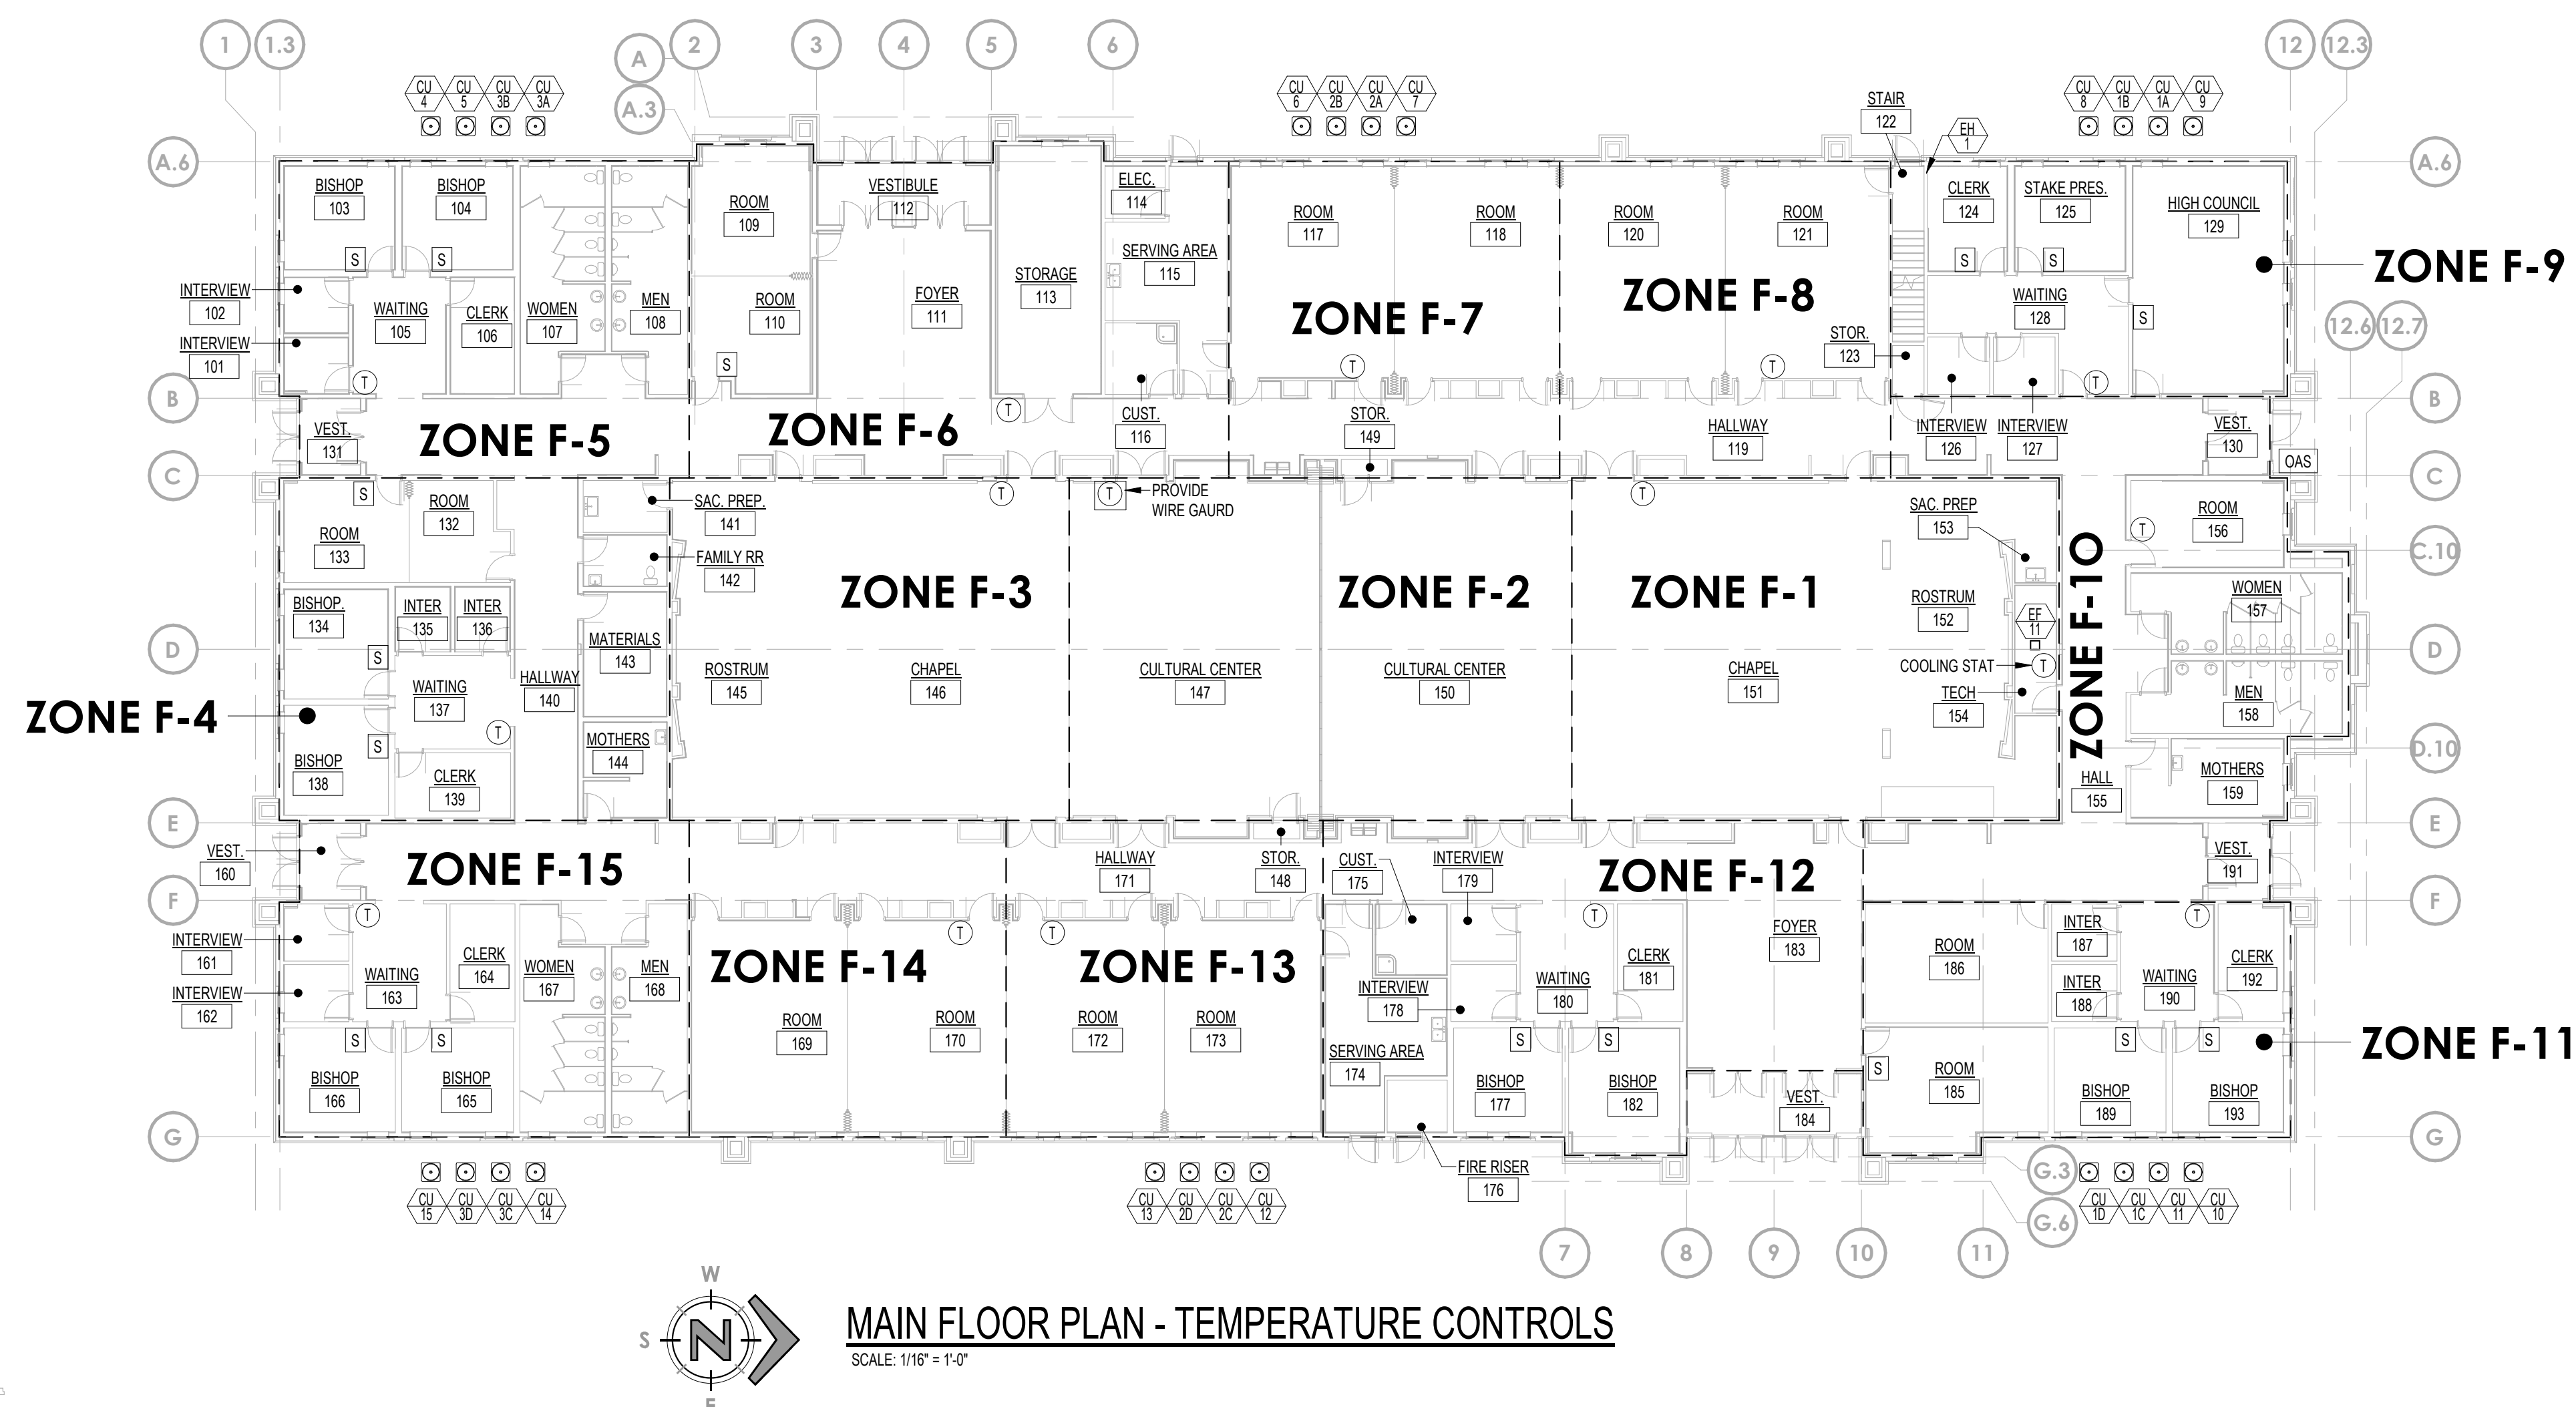 1 1.3 2 3 4 5 6 12 12.3
A
A.3
CU 4 CU 5 CU 3B CU 3A
CU 6 CU 2B CU 2A CU 7
CU 8 CU 1B CU 1A CU 9
STAIR
122
EH 1
A.6 A.6
BISHOP
103
BISHOP
104
ROOM
109
VESTIBULE
112
ELEC.
114
CLERK
124
STAKE PRES.
125
HIGH COUNCIL
129
ROOM
117
ROOM
118
ROOM
120
ROOM
121
S S S S
SERVING AREA
115
STORAGE
113
ZONE F-9
INTERVIEW
102
WAITING
105
CLERK
106
WOMEN
107
MEN
108
ROOM
110
FOYER
111
ZONE F-7
ZONE F-8
WAITING
128
S
12.6 12.7
INTERVIEW
101
STOR.
123
S
T T T T
B B
T
VEST.
131
ZONE F-5
ZONE F-6
CUST.
116
STOR.
149
HALLWAY
119
INTERVIEW
126
INTERVIEW
127
VEST.
130
OAS
C C
S
T T
PROVIDE
WIRE GAURD
T
ROOM
132
ROOM
133
SAC. PREP.
141
SAC. PREP
153
ROOM
156
T
FAMILY RR
142
C.10
ZONE F-3
ZONE F-2
ZONE F-1
ZONE F-10
BISHOP.
134
INTER
135
INTER
136
ROSTRUM
152
WOMEN
157
EF 11
MATERIALS
143
D D
S
COOLING STAT
T
HALLWAY
140
WAITING
137
ROSTRUM
145
CHAPEL
146
CULTURAL CENTER
147
CULTURAL CENTER
150
CHAPEL
151
TECH
154
MEN
158
ZONE F-4
T
S
MOTHERS
144
D.10
BISHOP
138
CLERK
139
HALL
155
MOTHERS
159
E E
VEST.
160
ZONE F-15
HALLWAY
171
STOR.
148
CUST.
175
INTERVIEW
179
ZONE F-12
VEST.
191
F F
T T T T T
INTERVIEW
161
WAITING
163
CLERK
164
WOMEN
167
MEN
168
ZONE F-14
ZONE F-13
INTERVIEW
178
WAITING
180
CLERK
181
FOYER
183
ROOM
186
INTER
187
INTER
188
WAITING
190
CLERK
192
INTERVIEW
162
ROOM
169
ROOM
170
ROOM
172
ROOM
173
S S S S S S
SERVING AREA
174
ZONE F-11
S
BISHOP
166
BISHOP
165
BISHOP
177
BISHOP
182
VEST.
184
ROOM
185
BISHOP
189
BISHOP
193
G G
FIRE RISER
176
G.3
G.6
CU 15 CU 3D CU 3C CU 14
CU 13 CU 2D CU 2C CU 12
CU 1D CU 1C CU 11 CU 10
7 8 9 10 11
W
S N
E
MAIN FLOOR PLAN - TEMPERATURE CONTROLS
SCALE: 1/16" = 1'-0"